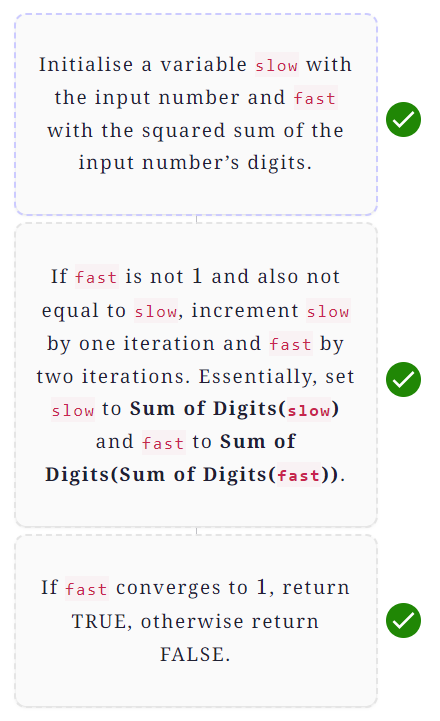 Initialise a variable slow with
the input number and fast
with the squared sum of the
input number’s digits.
If fast is not 1 and also not
equal to slow, increment slow
by one iteration and fast by
two iterations. Essentially, set
slow to Sum of Digits(slow)
and fast to Sum of
Digits(Sum of Digits(fast)).
If fast converges to 1, return
TRUE, otherwise return
FALSE.